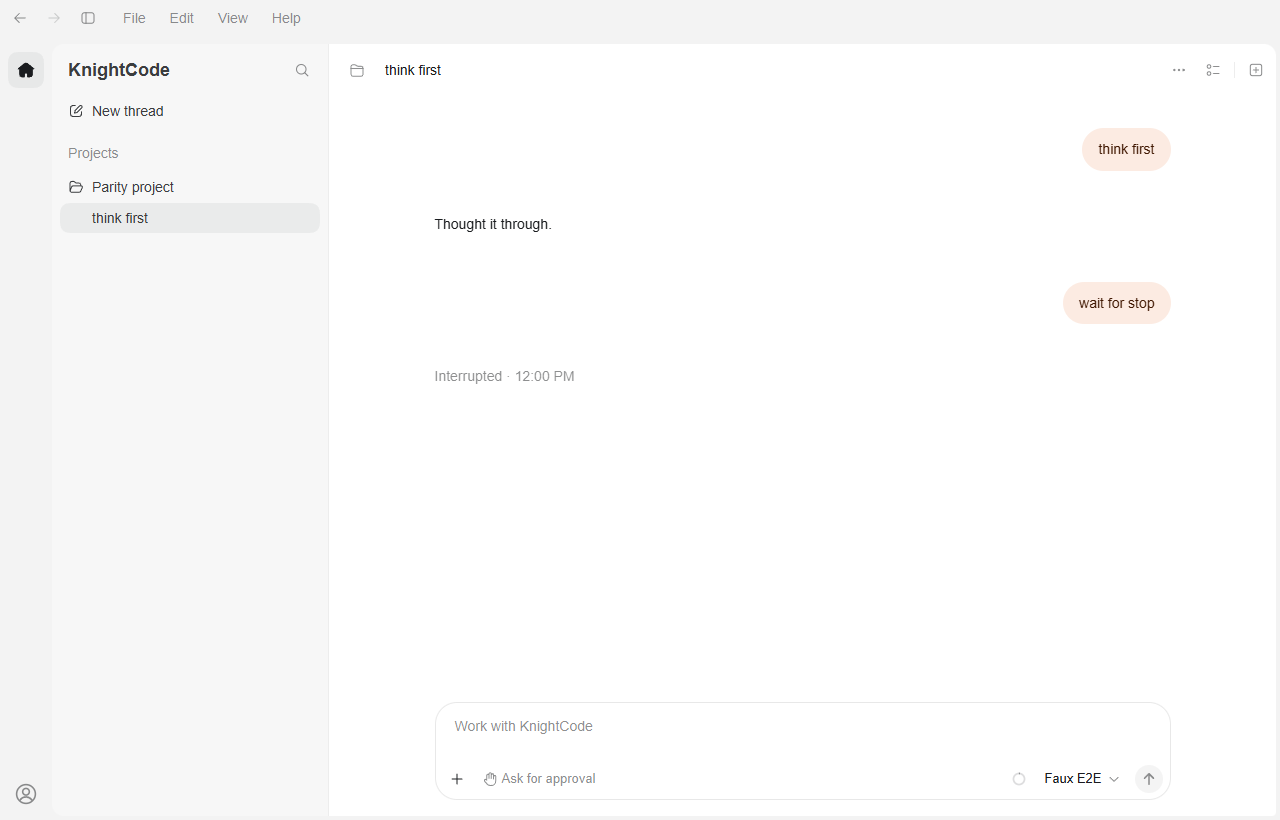 File Edit View Help
KnightCode
New thread
Projects
Parity project
think first
think first
think first
Thought it through.
wait for stop
Interrupted · 12:00 PM
Work with KnightCode
Ask for approval
Faux E2E